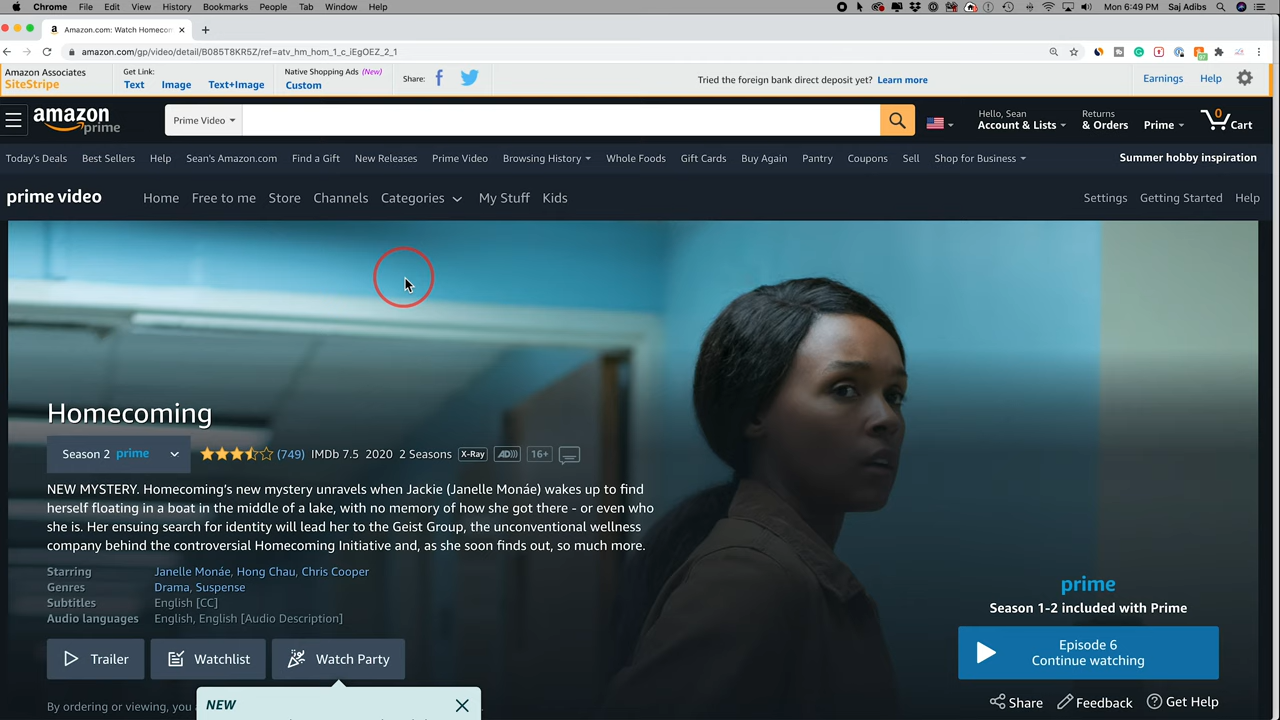 Chrome File Edit View History Bookmarks People Tab Window Help Mon 6:49 PM Saj Adibs
Amazon.com: Watch Homecom
amazon.com/gp/video/detail/B085T8KR5Z/ref=atv_hm_hom_1_c_iEgOEZ_2_1
Amazon Associates
SiteStripe
Get Link:
Text Image Text+Image
Native Shopping Ads (New)
Custom
Share:
Tried the foreign bank direct deposit yet? Learn more
Earnings Help
amazon prime
Prime Video
Hello, Sean
Account & Lists
Returns
& Orders
Prime
0
Cart
Today's Deals Best Sellers Help Sean's Amazon.com Find a Gift New Releases Prime Video Browsing History Whole Foods Gift Cards Buy Again Pantry Coupons Sell Shop for Business Summer hobby inspiration
prime video Home Free to me Store Channels Categories My Stuff Kids Settings Getting Started Help
Homecoming
Season 2 prime (749) IMDb 7.5 2020 2 Seasons X-Ray AD 16+
NEW MYSTERY. Homecoming's new mystery unravels when Jackie (Janelle Monáe) wakes up to find
herself floating in a boat in the middle of a lake, with no memory of how she got there - or even who
she is. Her ensuing search for identity will lead her to the Geist Group, the unconventional wellness
company behind the controversial Homecoming Initiative and, as she soon finds out, so much more.
Starring Janelle Monáe, Hong Chau, Chris Cooper
Genres Drama, Suspense
Subtitles English [CC]
Audio languages English, English [Audio Description]
prime
Season 1-2 included with Prime
Episode 6
Continue watching
Trailer Watchlist Watch Party
Share Feedback Get Help
By ordering or viewing, you
NEW